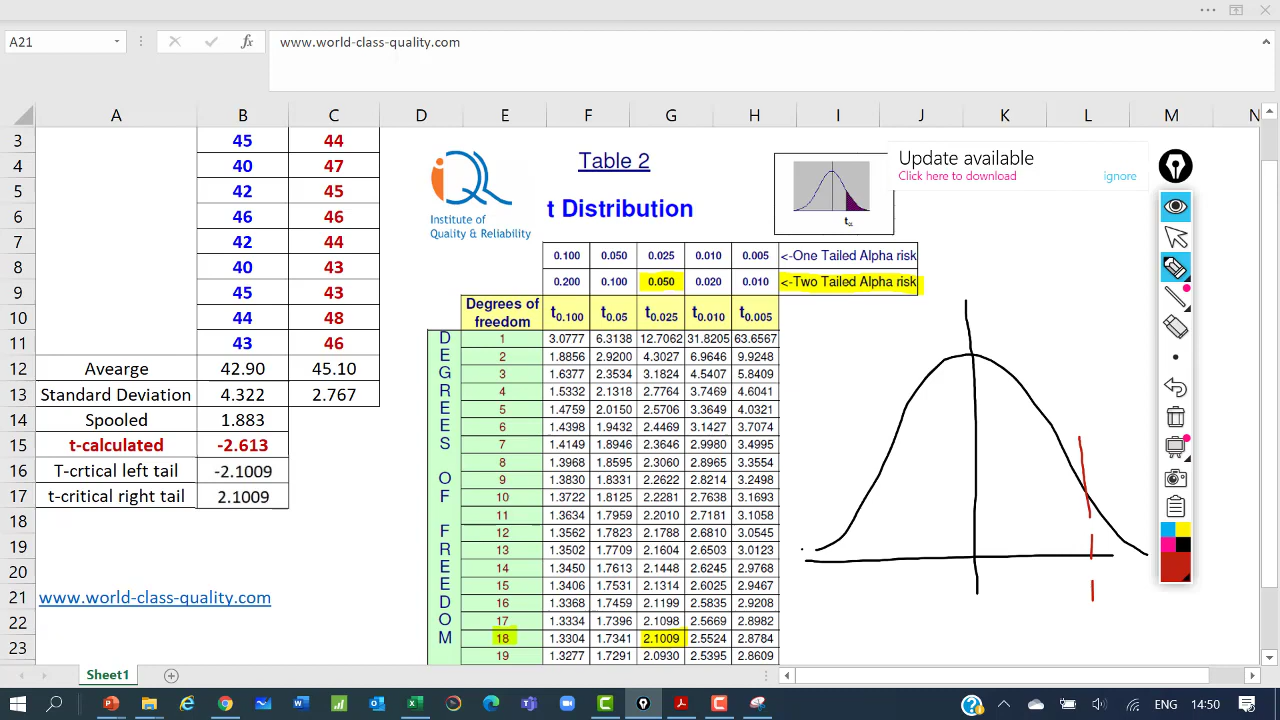 A21 fx www.world-class-quality.com
A B C D E F G H I J K L M N
3 45 44
4 40 47
5 42 45
6 46 46
7 42 44
8 40 43
9 45 43
10 44 48
11 43 46
12 Avearge 42.90 45.10
13 Standard Deviation 4.322 2.767
14 Spooled 1.883
15 t-calculated -2.613
16 T-crtical left tail -2.1009
17 t-critical right tail 2.1009
18
19
20
21 www.world-class-quality.com
22
23
iQR
Institute of
Quality & Reliability
Table 2
t Distribution
tα
Update available
Click here to download ignore
0.100 0.050 0.025 0.010 0.005 <-One Tailed Alpha risk
0.200 0.100 0.050 0.020 0.010 <-Two Tailed Alpha risk
Degrees of freedom t0.100 t0.05 t0.025 t0.010 t0.005
DEGREES OF FREEDOM
1 3.0777 6.3138 12.7062 31.8205 63.6567
2 1.8856 2.9200 4.3027 6.9646 9.9248
3 1.6377 2.3534 3.1824 4.5407 5.8409
4 1.5332 2.1318 2.7764 3.7469 4.6041
5 1.4759 2.0150 2.5706 3.3649 4.0321
6 1.4398 1.9432 2.4469 3.1427 3.7074
7 1.4149 1.8946 2.3646 2.9980 3.4995
8 1.3968 1.8595 2.3060 2.8965 3.3554
9 1.3830 1.8331 2.2622 2.8214 3.2498
10 1.3722 1.8125 2.2281 2.7638 3.1693
11 1.3634 1.7959 2.2010 2.7181 3.1058
12 1.3562 1.7823 2.1788 2.6810 3.0545
13 1.3502 1.7709 2.1604 2.6503 3.0123
14 1.3450 1.7613 2.1448 2.6245 2.9768
15 1.3406 1.7531 2.1314 2.6025 2.9467
16 1.3368 1.7459 2.1199 2.5835 2.9208
17 1.3334 1.7396 2.1098 2.5669 2.8982
18 1.3304 1.7341 2.1009 2.5524 2.8784
19 1.3277 1.7291 2.0930 2.5395 2.8609
Sheet1
ENG 14:50